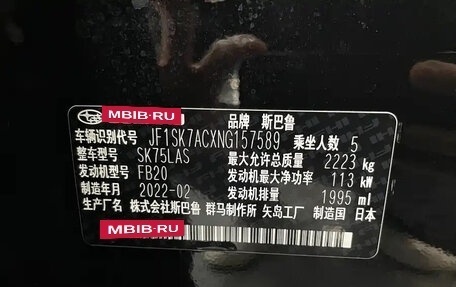 MBIB.RU
品牌 斯巴鲁
车辆识别代号 JF1SK7ACXNG157589 乘坐人数 5
整车型号 SK75LAS 最大允许总质量 2223 kg
发动机型号 FB20 发动机最大净功率 113 kW
制造年月 2022-02 发动机排量 1995 ml
生产厂名 株式会社斯巴鲁 群马制作所 矢岛工厂 制造国 日本
MBIB.RU